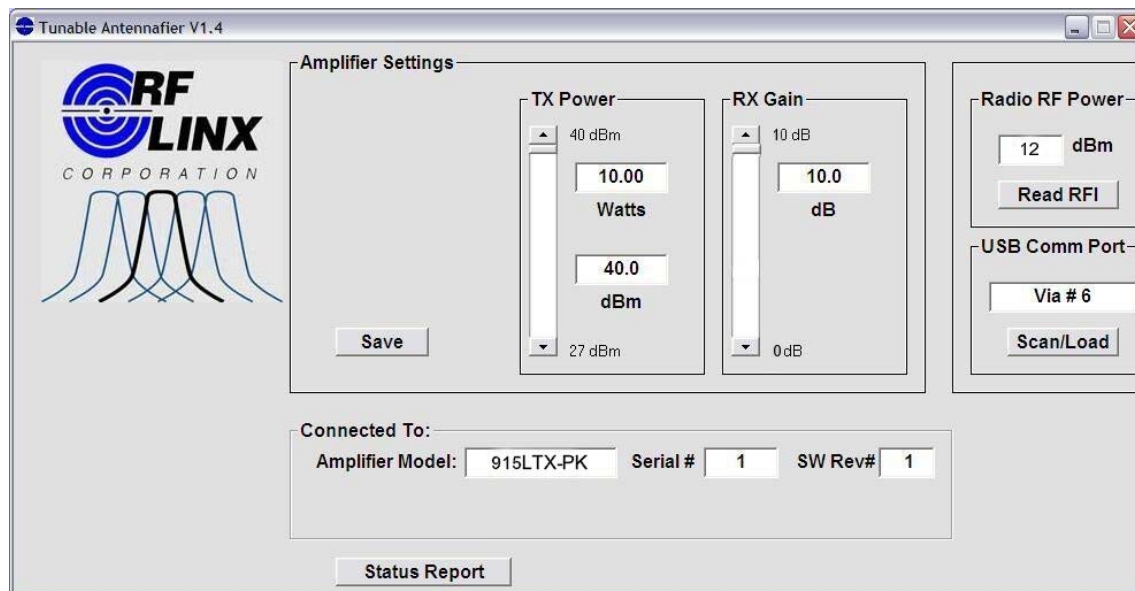 Tunable Antennafier V1.4
RF
LINX
CORPORATION
Amplifier Settings
TX Power
40 dBm
10.00
Watts
40.0
dBm
27 dBm
RX Gain
10 dB
10.0
dB
0dB
Save
Radio RF Power
12 dBm
Read RFI
USB Comm Port
Via # 6
Scan/Load
Connected To:
Amplifier Model: 915LTX-PK Serial # 1 SW Rev# 1
Status Report